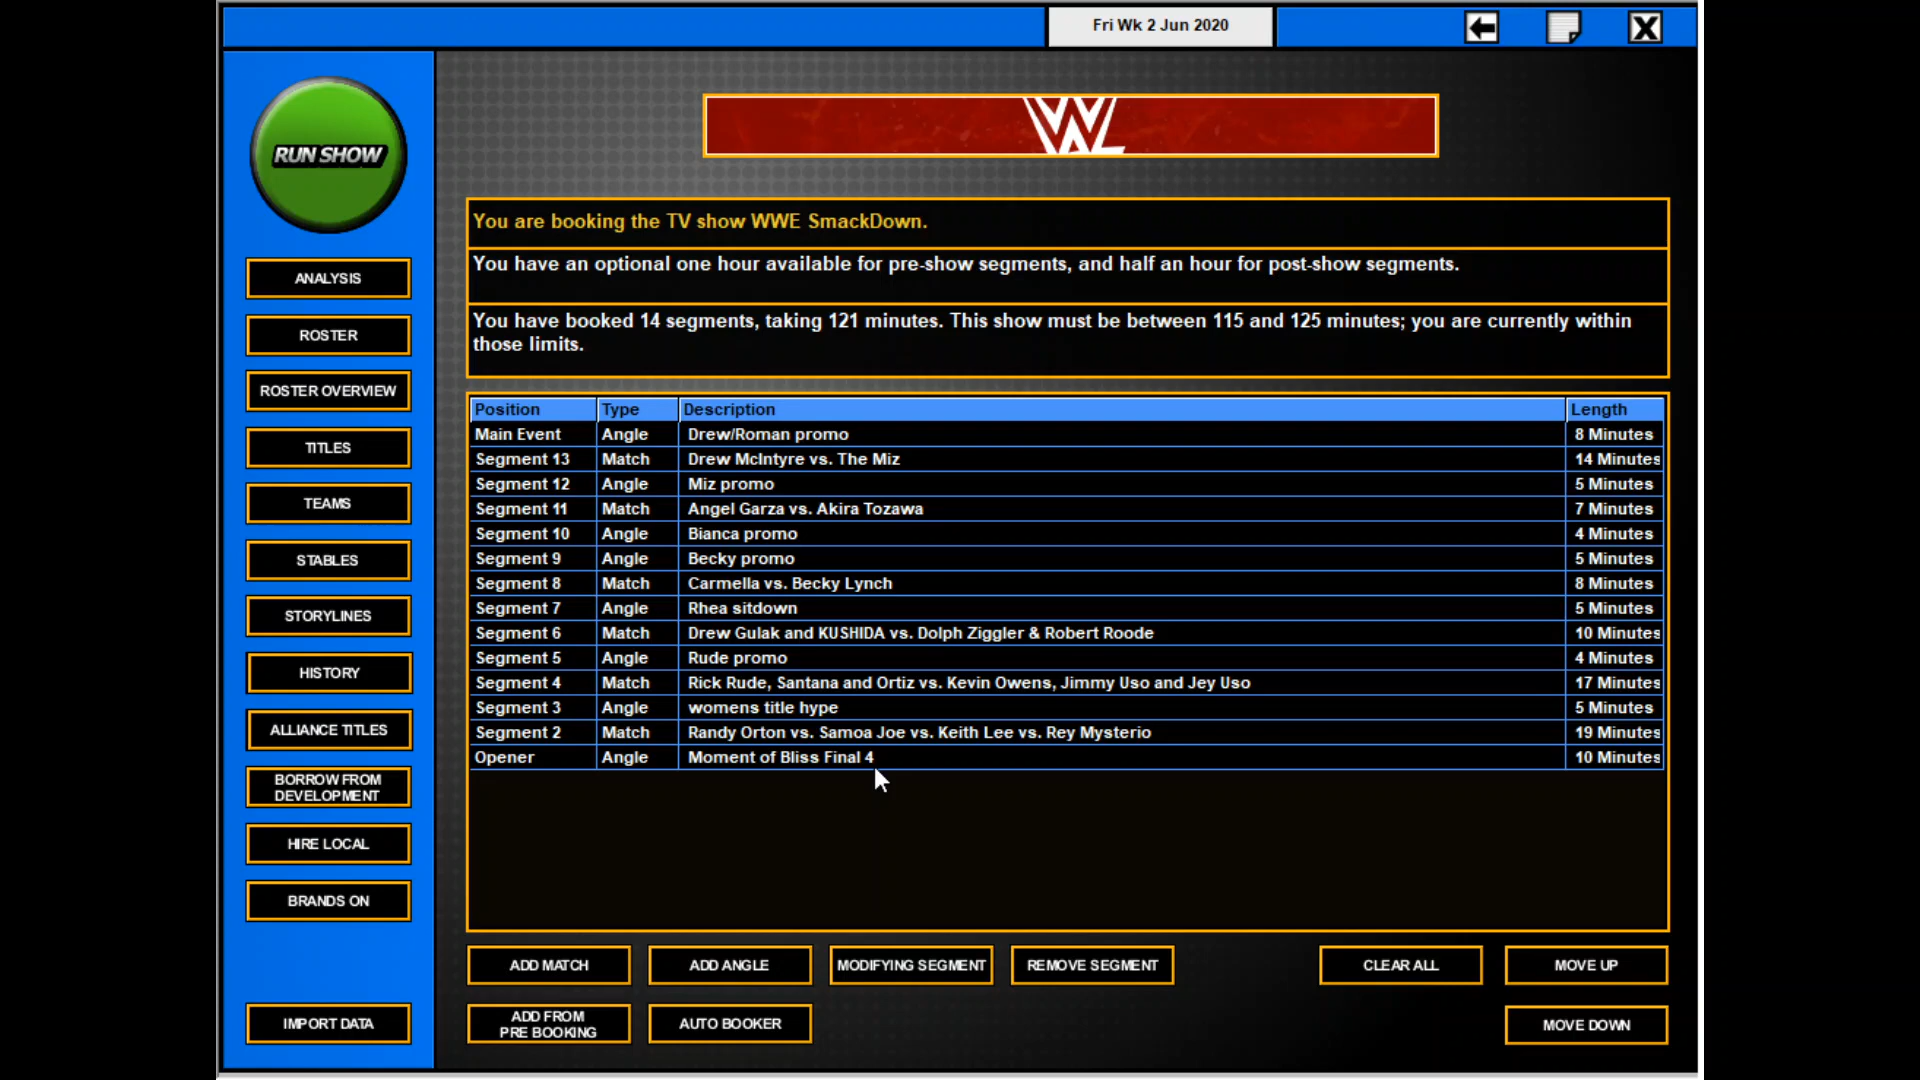 Fri Wk 2 Jun 2020
RUN SHOW
ANALYSIS
ROSTER
ROSTER OVERVIEW
TITLES
TEAMS
STABLES
STORYLINES
HISTORY
ALLIANCE TITLES
BORROW FROM
DEVELOPMENT
HIRE LOCAL
BRANDS ON
IMPORT DATA
You are booking the TV show WWE SmackDown.
You have an optional one hour available for pre-show segments, and half an hour for post-show segments.
You have booked 14 segments, taking 121 minutes. This show must be between 115 and 125 minutes; you are currently within
those limits.
Position Type Description Length
Main Event Angle Drew/Roman promo 8 Minutes
Segment 13 Match Drew McIntyre vs. The Miz 14 Minutes
Segment 12 Angle Miz promo 5 Minutes
Segment 11 Match Angel Garza vs. Akira Tozawa 7 Minutes
Segment 10 Angle Bianca promo 4 Minutes
Segment 9 Angle Becky promo 5 Minutes
Segment 8 Match Carmella vs. Becky Lynch 8 Minutes
Segment 7 Angle Rhea sitdown 5 Minutes
Segment 6 Match Drew Gulak and KUSHIDA vs. Dolph Ziggler & Robert Roode 10 Minutes
Segment 5 Angle Rude promo 4 Minutes
Segment 4 Match Rick Rude, Santana and Ortiz vs. Kevin Owens, Jimmy Uso and Jey Uso 17 Minutes
Segment 3 Angle womens title hype 5 Minutes
Segment 2 Match Randy Orton vs. Samoa Joe vs. Keith Lee vs. Rey Mysterio 19 Minutes
Opener Angle Moment of Bliss Final 4 10 Minutes
ADD MATCH ADD ANGLE MODIFYING SEGMENT REMOVE SEGMENT CLEAR ALL MOVE UP
ADD FROM
PRE BOOKING
AUTO BOOKER MOVE DOWN